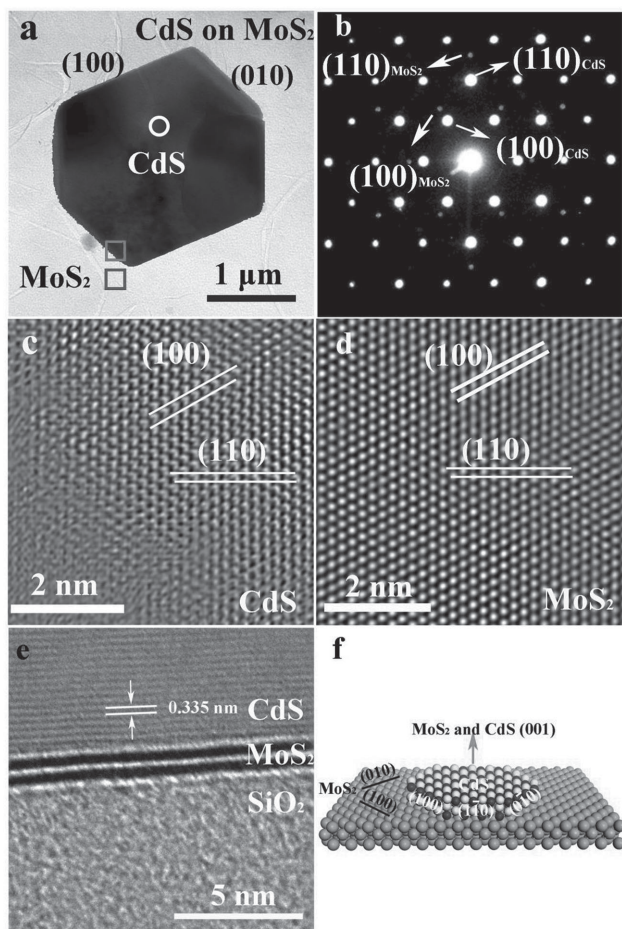 a
CdS on MoS₂
(100)
(010)
CdS
MoS₂
1 μm
b
(110)MoS₂
(110)CdS
(100)CdS
(100)MoS₂
c
(100)
(110)
2 nm
CdS
d
(100)
(110)
2 nm
MoS₂
e
0.335 nm
CdS
MoS₂
SiO₂
5 nm
f
MoS₂ and CdS (001)
MoS₂
(010)
(100)
CdS
(100)